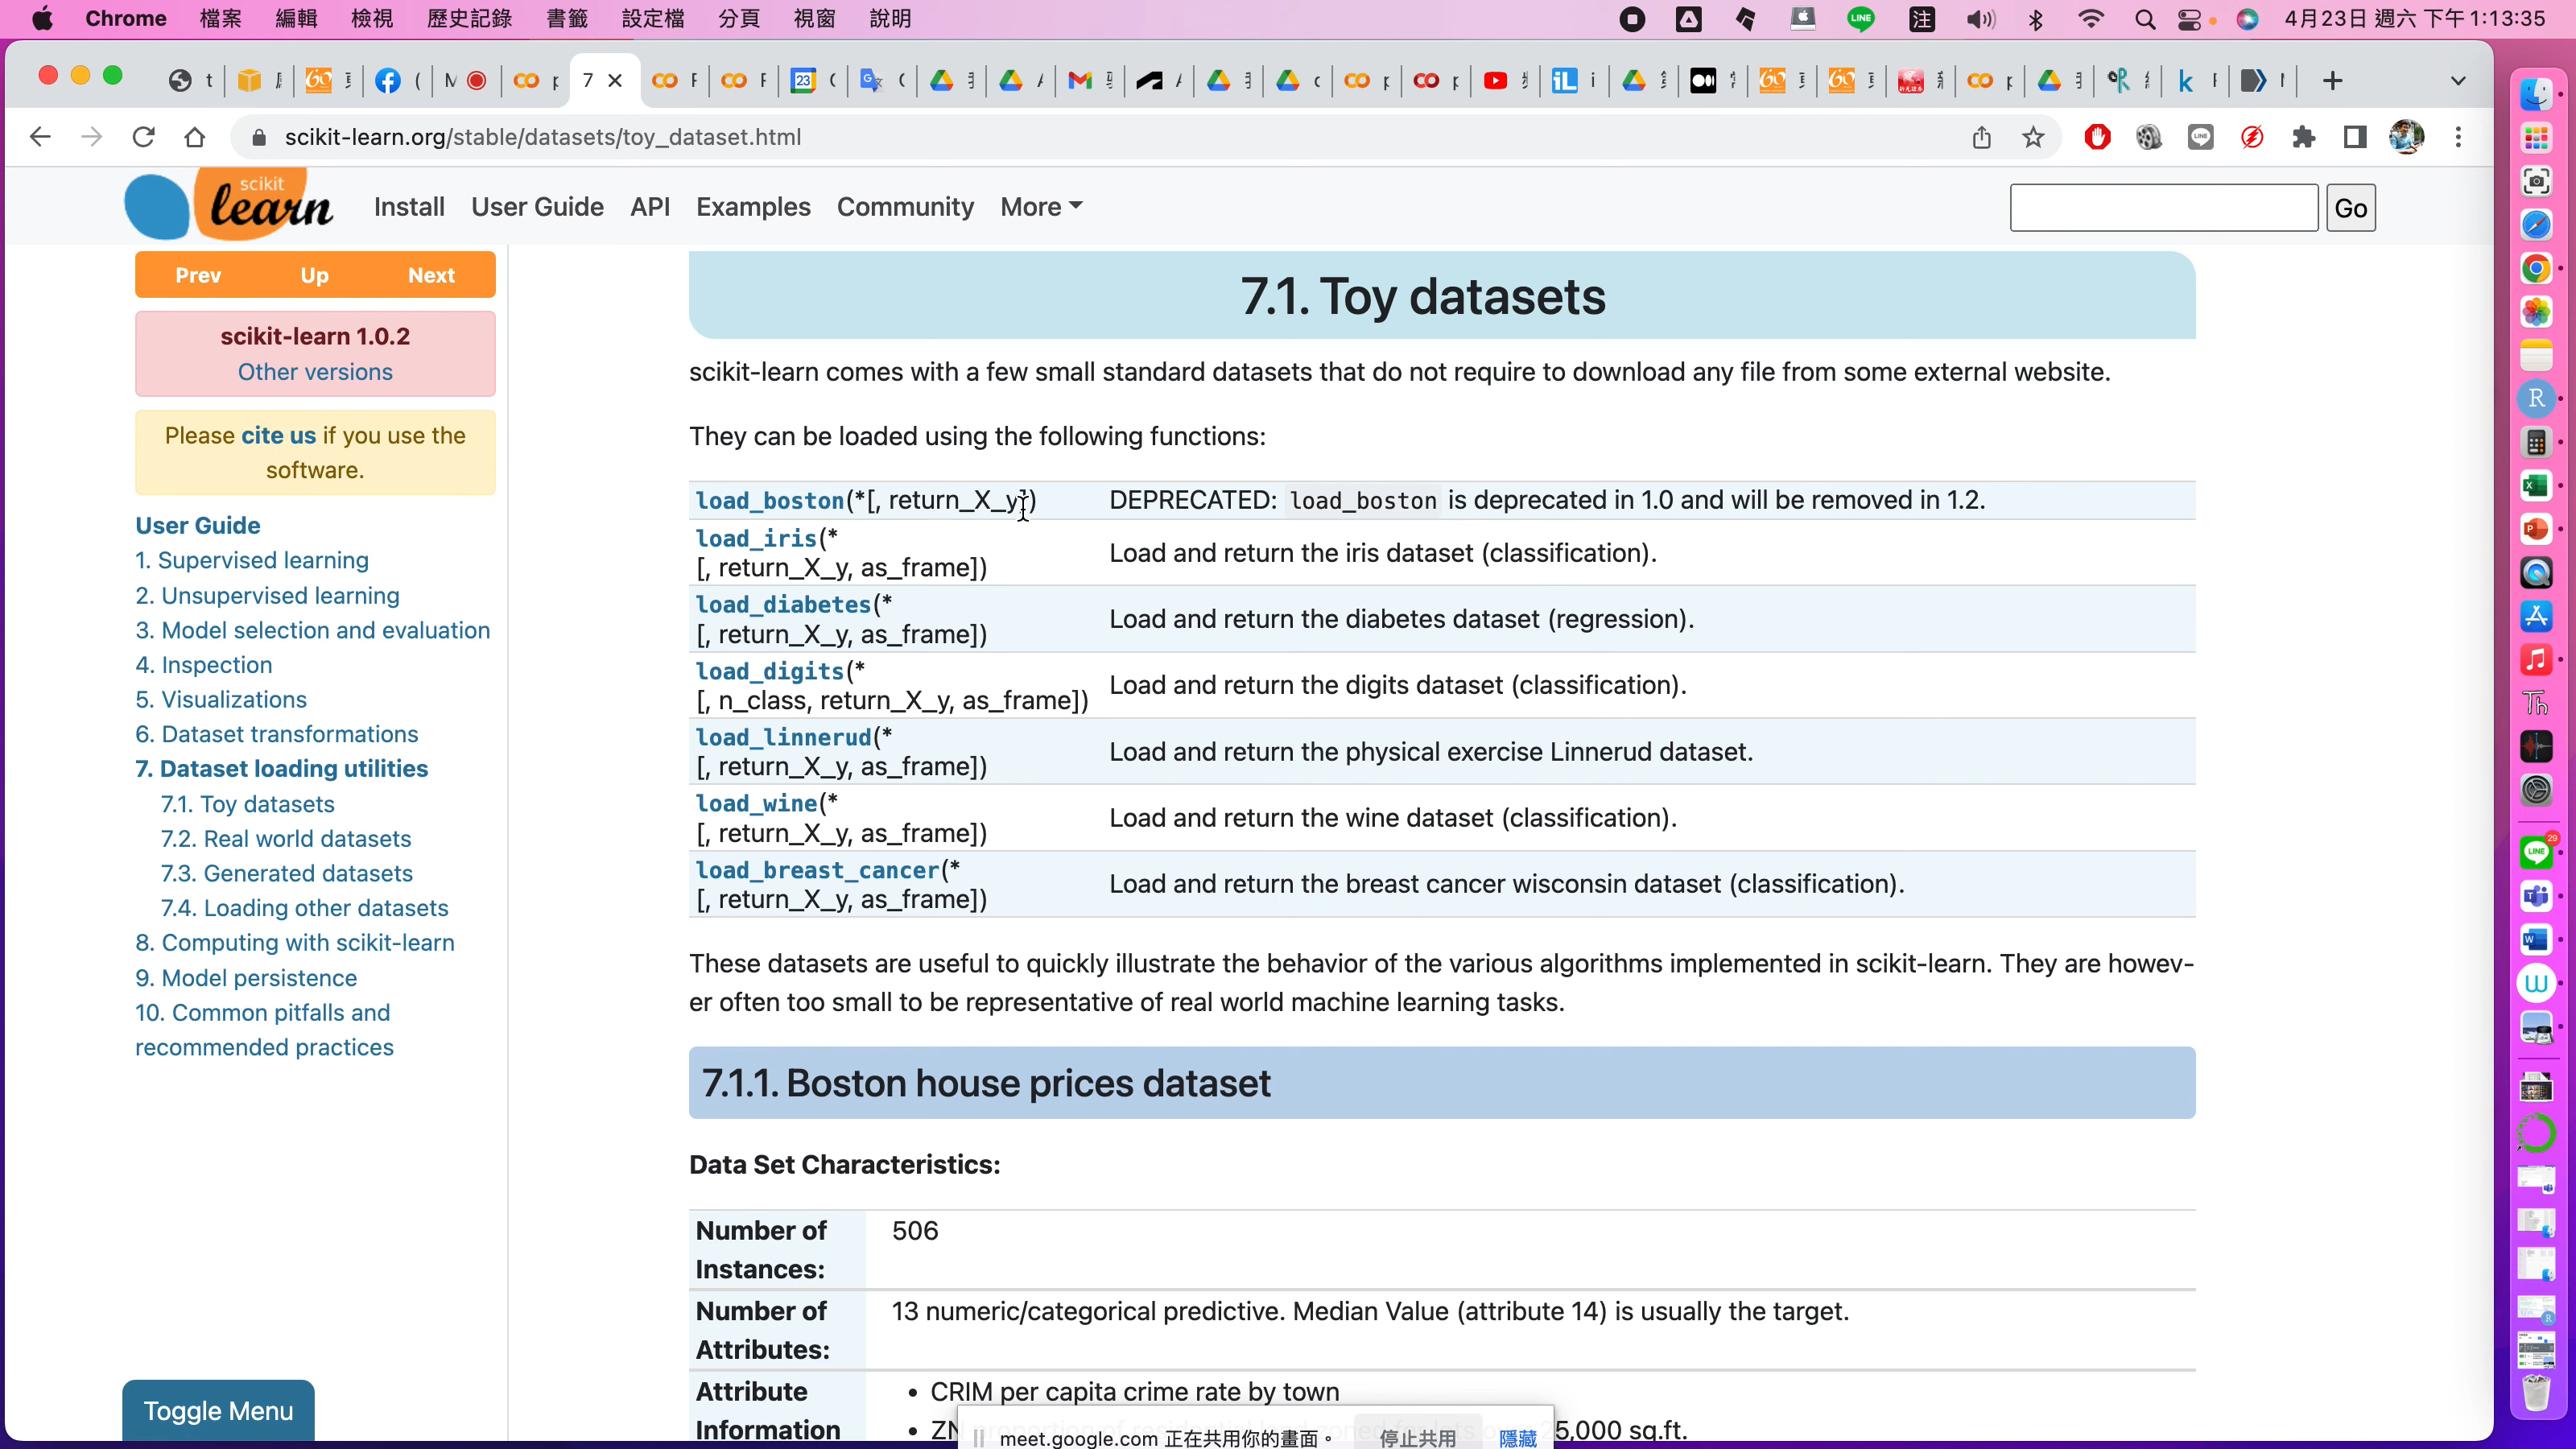 Chrome 檔案 編輯 檢視 歷史記錄 書籤 設定檔 分頁 視窗 說明 LINE 注 4月23日 週六 下午 1:13:35
7
scikit-learn.org/stable/datasets/toy_dataset.html
scikit learn Install User Guide API Examples Community More Go
Prev Up Next
scikit-learn 1.0.2
Other versions
Please cite us if you use the
software.
User Guide
1. Supervised learning
2. Unsupervised learning
3. Model selection and evaluation
4. Inspection
5. Visualizations
6. Dataset transformations
7. Dataset loading utilities
7.1. Toy datasets
7.2. Real world datasets
7.3. Generated datasets
7.4. Loading other datasets
8. Computing with scikit-learn
9. Model persistence
10. Common pitfalls and
recommended practices
Toggle Menu
7.1. Toy datasets
scikit-learn comes with a few small standard datasets that do not require to download any file from some external website.
They can be loaded using the following functions:
load_boston(*[, return_X_y]) DEPRECATED: load_boston is deprecated in 1.0 and will be removed in 1.2.
load_iris(*
[, return_X_y, as_frame]) Load and return the iris dataset (classification).
load_diabetes(*
[, return_X_y, as_frame]) Load and return the diabetes dataset (regression).
load_digits(*
[, n_class, return_X_y, as_frame]) Load and return the digits dataset (classification).
load_linnerud(*
[, return_X_y, as_frame]) Load and return the physical exercise Linnerud dataset.
load_wine(*
[, return_X_y, as_frame]) Load and return the wine dataset (classification).
load_breast_cancer(*
[, return_X_y, as_frame]) Load and return the breast cancer wisconsin dataset (classification).
These datasets are useful to quickly illustrate the behavior of the various algorithms implemented in scikit-learn. They are howev-
er often too small to be representative of real world machine learning tasks.
7.1.1. Boston house prices dataset
Data Set Characteristics:
Number of
Instances: 506
Number of
Attributes: 13 numeric/categorical predictive. Median Value (attribute 14) is usually the target.
Attribute
Information
• CRIM per capita crime rate by town
• ZN proportion of residential land zoned for lots over 25,000 sq.ft.
meet.google.com 正在共用你的畫面。 停止共用 隱藏